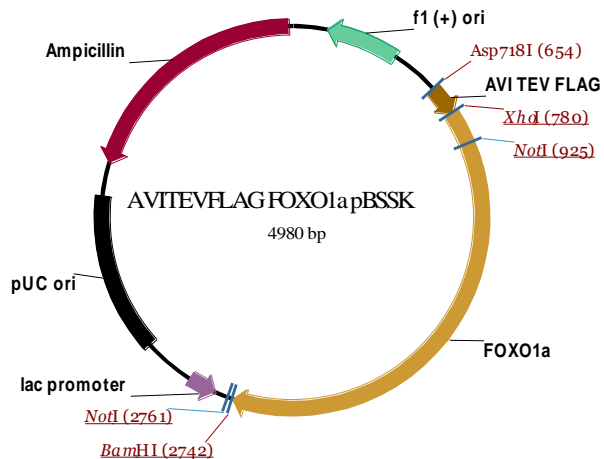 f1 (+) ori
Ampicillin
Asp718I (654)
AVI TEV FLAG
XhoI (780)
NotI (925)
AVITEVFLAG FOXO1a pBSSK
4980 bp
pUC ori
FOXO1a
lac promoter
NotI (2761)
BamHI (2742)